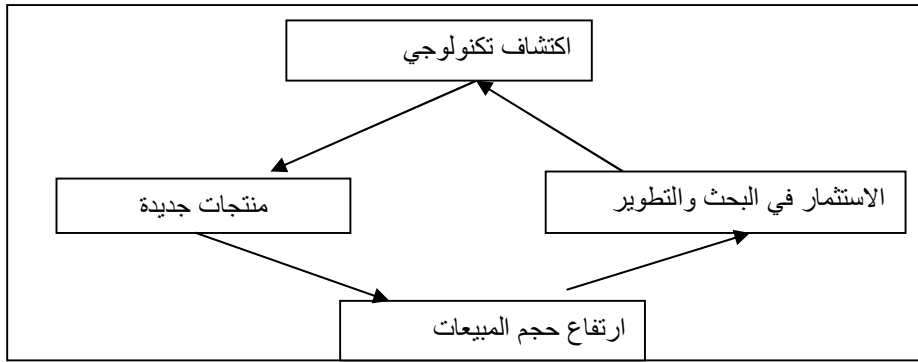 اكتشاف تكنولوجي
الاستثمار في البحث والتطوير
منتجات جديدة
ارتفاع حجم المبيعات